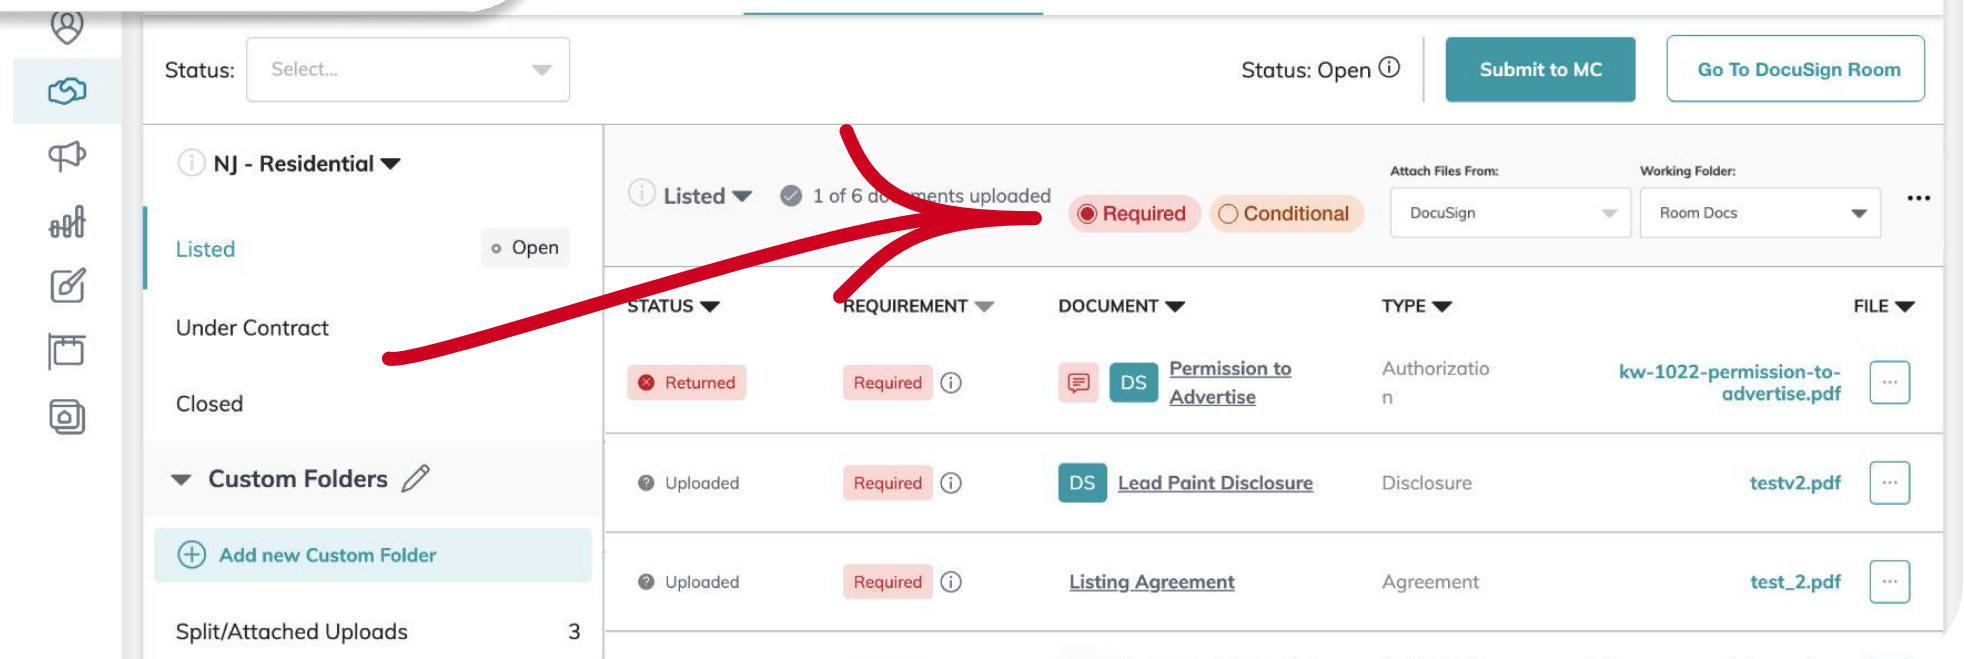 Status:
Select...
Status: Open
Submit to MC
Go To DocuSign Room
NJ - Residential
Listed
Open
Under Contract
Closed
Custom Folders
Add new Custom Folder
Split/Attached Uploads 3
Listed
1 of 6 documents uploaded
Required
Conditional
Attach Files From:
DocuSign
Working Folder:
Room Docs
STATUS REQUIREMENT DOCUMENT TYPE FILE
Returned
Required
DS
Permission to
Advertise
Authorizatio
n
kw-1022-permission-to-
advertise.pdf
Uploaded
Required
DS
Lead Paint Disclosure
Disclosure
testv2.pdf
Uploaded
Required
Listing Agreement
Agreement
test_2.pdf